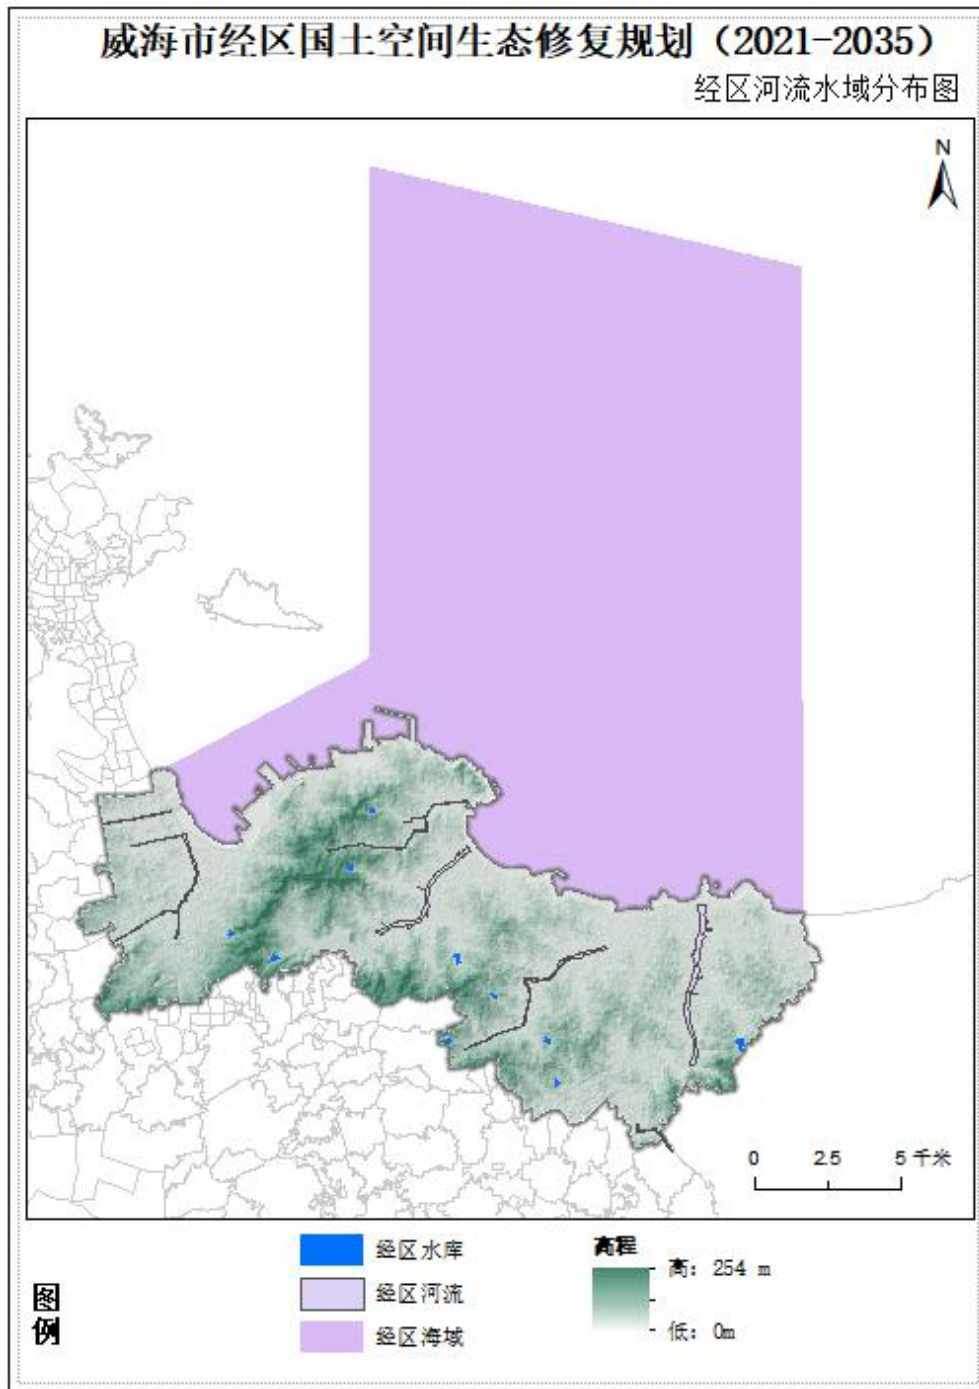 威海市经区国土空间生态修复规划（2021-2035）
经区河流水域分布图
N
0 2.5 5 千米
图例
经区水库
经区河流
经区海域
高程
高: 254 m
低: 0m